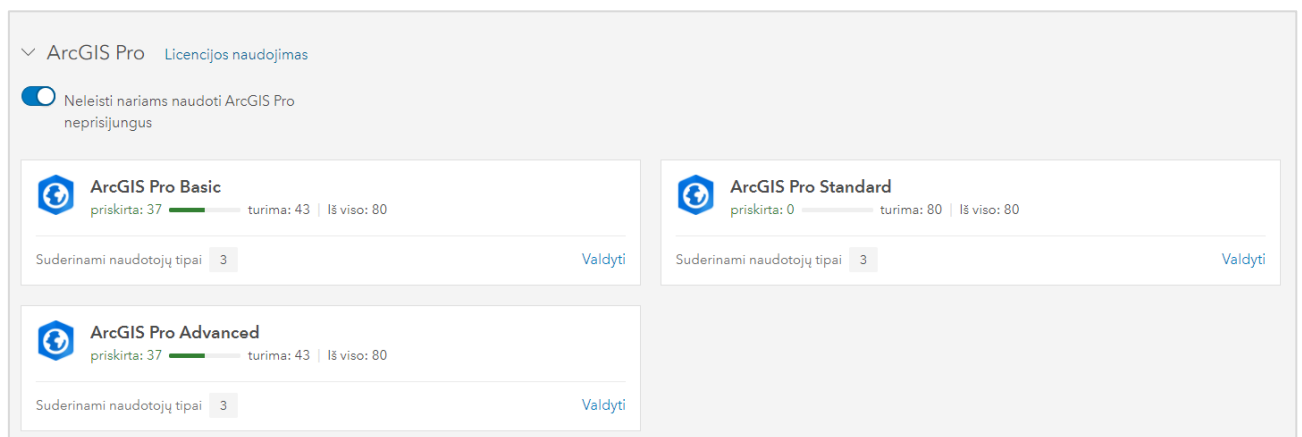 ArcGIS Pro Licencijos naudojimas
Neleisti nariams naudoti ArcGIS Pro
neprisijungus
ArcGIS Pro Basic
priskirta: 37 turima: 43 | Iš viso: 80
Suderinami naudotojų tipai 3 Valdyti
ArcGIS Pro Standard
priskirta: 0 turima: 80 | Iš viso: 80
Suderinami naudotojų tipai 3 Valdyti
ArcGIS Pro Advanced
priskirta: 37 turima: 43 | Iš viso: 80
Suderinami naudotojų tipai 3 Valdyti